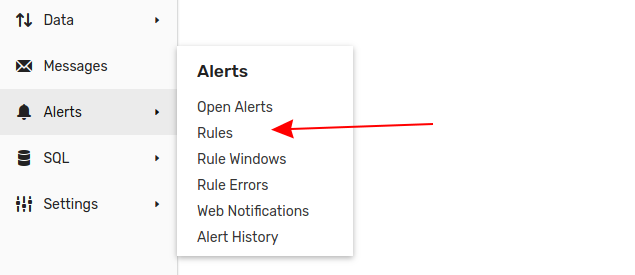 Data
Messages
Alerts
SQL
Settings
Alerts
Open Alerts
Rules
Rule Windows
Rule Errors
Web Notifications
Alert History